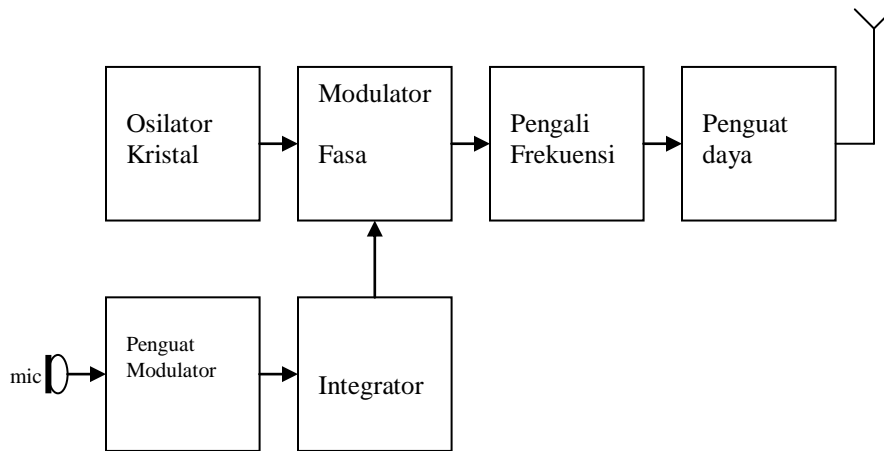 Osilator
Kristal
Modulator
Fasa
Pengali
Frekuensi
Penguat
daya
mic
Penguat
Modulator
Integrator